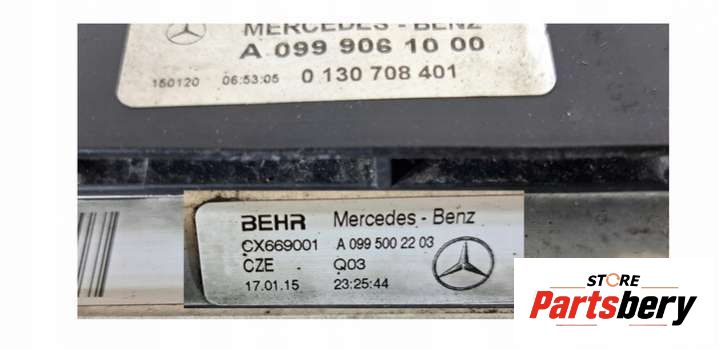 MERCEDES - BENZ
A 099 906 10 00
150120 06:53:05 0 130 708 401
BEHR Mercedes - Benz
CX669001 A 099 500 22 03
CZE Q03
17.01.15 23:25:44
STORE
Partsbery